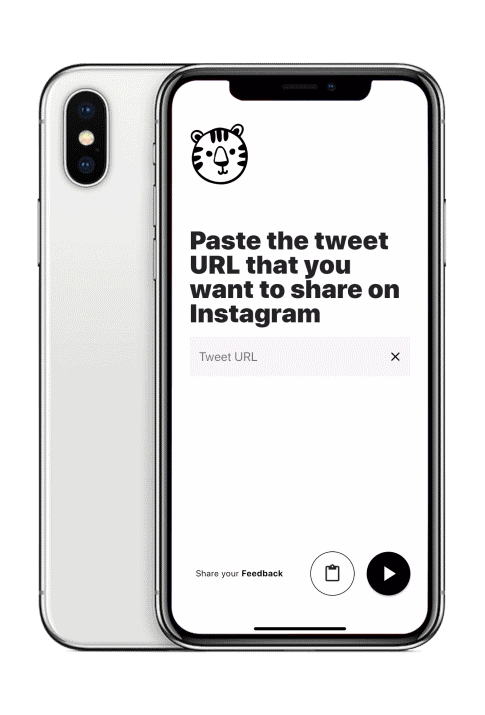 Paste the tweet
URL that you
want to share on
Instagram
Tweet URL
Share your Feedback